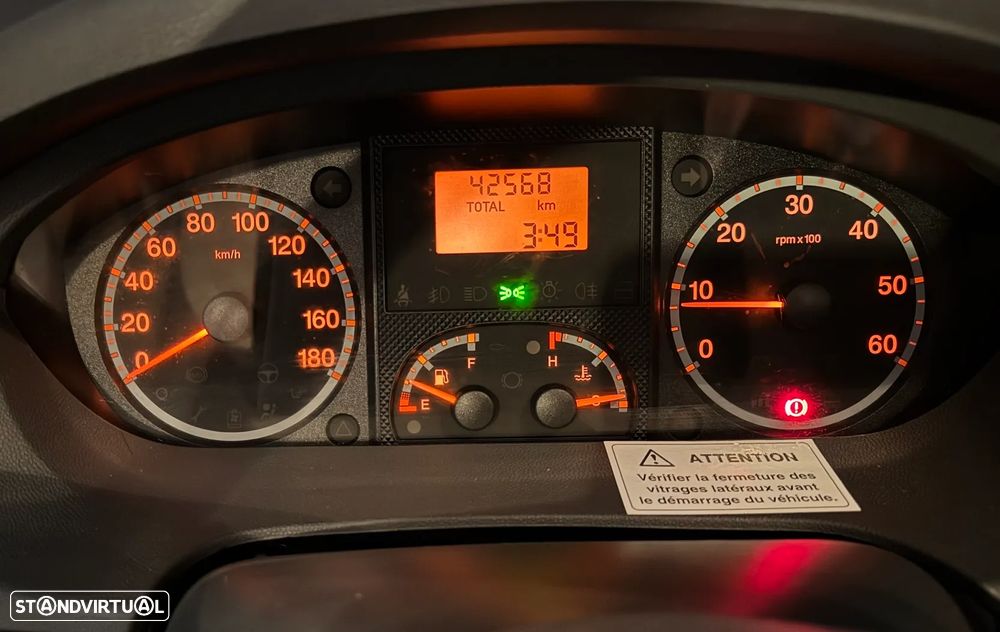 42568
TOTAL km
3:49
0 20 40 60 80 100 120 140 160 180
km/h
E F
H C
0 10 20 30 40 50 60
rpm x 100
ATTENTION
Vérifier la fermeture des
vitrages latéraux avant
le démarrage du véhicule.
STANDVIRTUAL